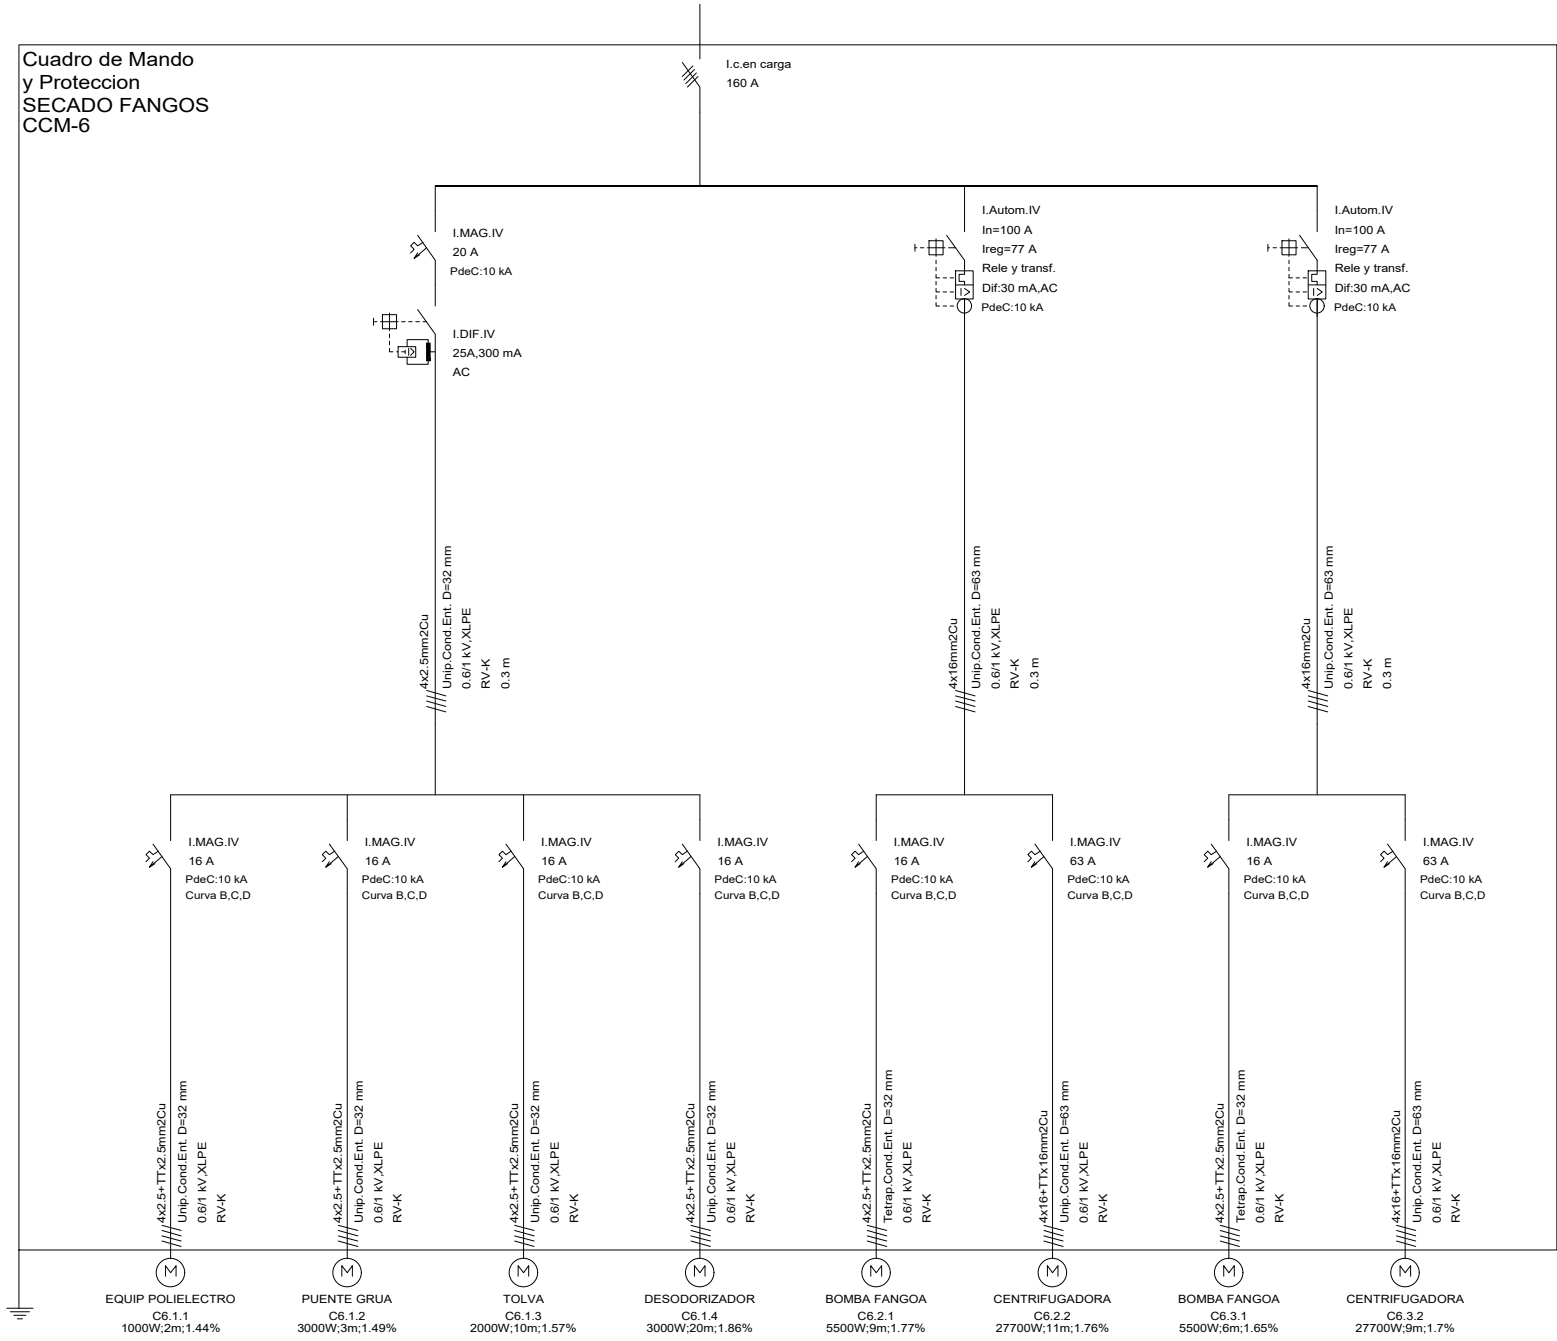 Cuadro de Mando
y Proteccion
SECADO FANGOS
CCM-6
I.c.en carga
160 A
I.MAG.IV
20 A
PdeC:10 kA
I.DIF.IV
25A,300 mA
AC
I.Autom.IV
In=100 A
Ireg=77 A
Rele y transf.
Dif:30 mA,AC
PdeC:10 kA
I.Autom.IV
In=100 A
Ireg=77 A
Rele y transf.
Dif:30 mA,AC
PdeC:10 kA
4x2.5mm2Cu
Unip.Cond.Ent. D=32 mm
0.6/1 kV,XLPE
RV-K
0.3 m
4x16mm2Cu
Unip.Cond.Ent. D=63 mm
0.6/1 kV,XLPE
RV-K
0.3 m
4x16mm2Cu
Unip.Cond.Ent. D=63 mm
0.6/1 kV,XLPE
RV-K
0.3 m
I.MAG.IV
16 A
PdeC:10 kA
Curva B,C,D
I.MAG.IV
16 A
PdeC:10 kA
Curva B,C,D
I.MAG.IV
16 A
PdeC:10 kA
Curva B,C,D
I.MAG.IV
16 A
PdeC:10 kA
Curva B,C,D
I.MAG.IV
16 A
PdeC:10 kA
Curva B,C,D
I.MAG.IV
63 A
PdeC:10 kA
Curva B,C,D
I.MAG.IV
16 A
PdeC:10 kA
Curva B,C,D
I.MAG.IV
63 A
PdeC:10 kA
Curva B,C,D
4x2.5+TTx2.5mm2Cu
Unip.Cond.Ent. D=32 mm
0.6/1 kV,XLPE
RV-K
4x2.5+TTx2.5mm2Cu
Unip.Cond.Ent. D=32 mm
0.6/1 kV,XLPE
RV-K
4x2.5+TTx2.5mm2Cu
Unip.Cond.Ent. D=32 mm
0.6/1 kV,XLPE
RV-K
4x2.5+TTx2.5mm2Cu
Unip.Cond.Ent. D=32 mm
0.6/1 kV,XLPE
RV-K
4x2.5+TTx2.5mm2Cu
Tetrap.Cond.Ent. D=32 mm
0.6/1 kV,XLPE
RV-K
4x16+TTx16mm2Cu
Unip.Cond.Ent. D=63 mm
0.6/1 kV,XLPE
RV-K
4x2.5+TTx2.5mm2Cu
Tetrap.Cond.Ent. D=32 mm
0.6/1 kV,XLPE
RV-K
4x16+TTx16mm2Cu
Unip.Cond.Ent. D=63 mm
0.6/1 kV,XLPE
RV-K
M
EQUIP POLIELECTRO
C6.1.1
1000W;2m;1.44%
M
PUENTE GRUA
C6.1.2
3000W;3m;1.49%
M
TOLVA
C6.1.3
2000W;10m;1.57%
M
DESODORIZADOR
C6.1.4
3000W;20m;1.86%
M
BOMBA FANGOA
C6.2.1
5500W;9m;1.77%
M
CENTRIFUGADORA
C6.2.2
27700W;11m;1.76%
M
BOMBA FANGOA
C6.3.1
5500W;6m;1.65%
M
CENTRIFUGADORA
C6.3.2
27700W;9m;1.7%